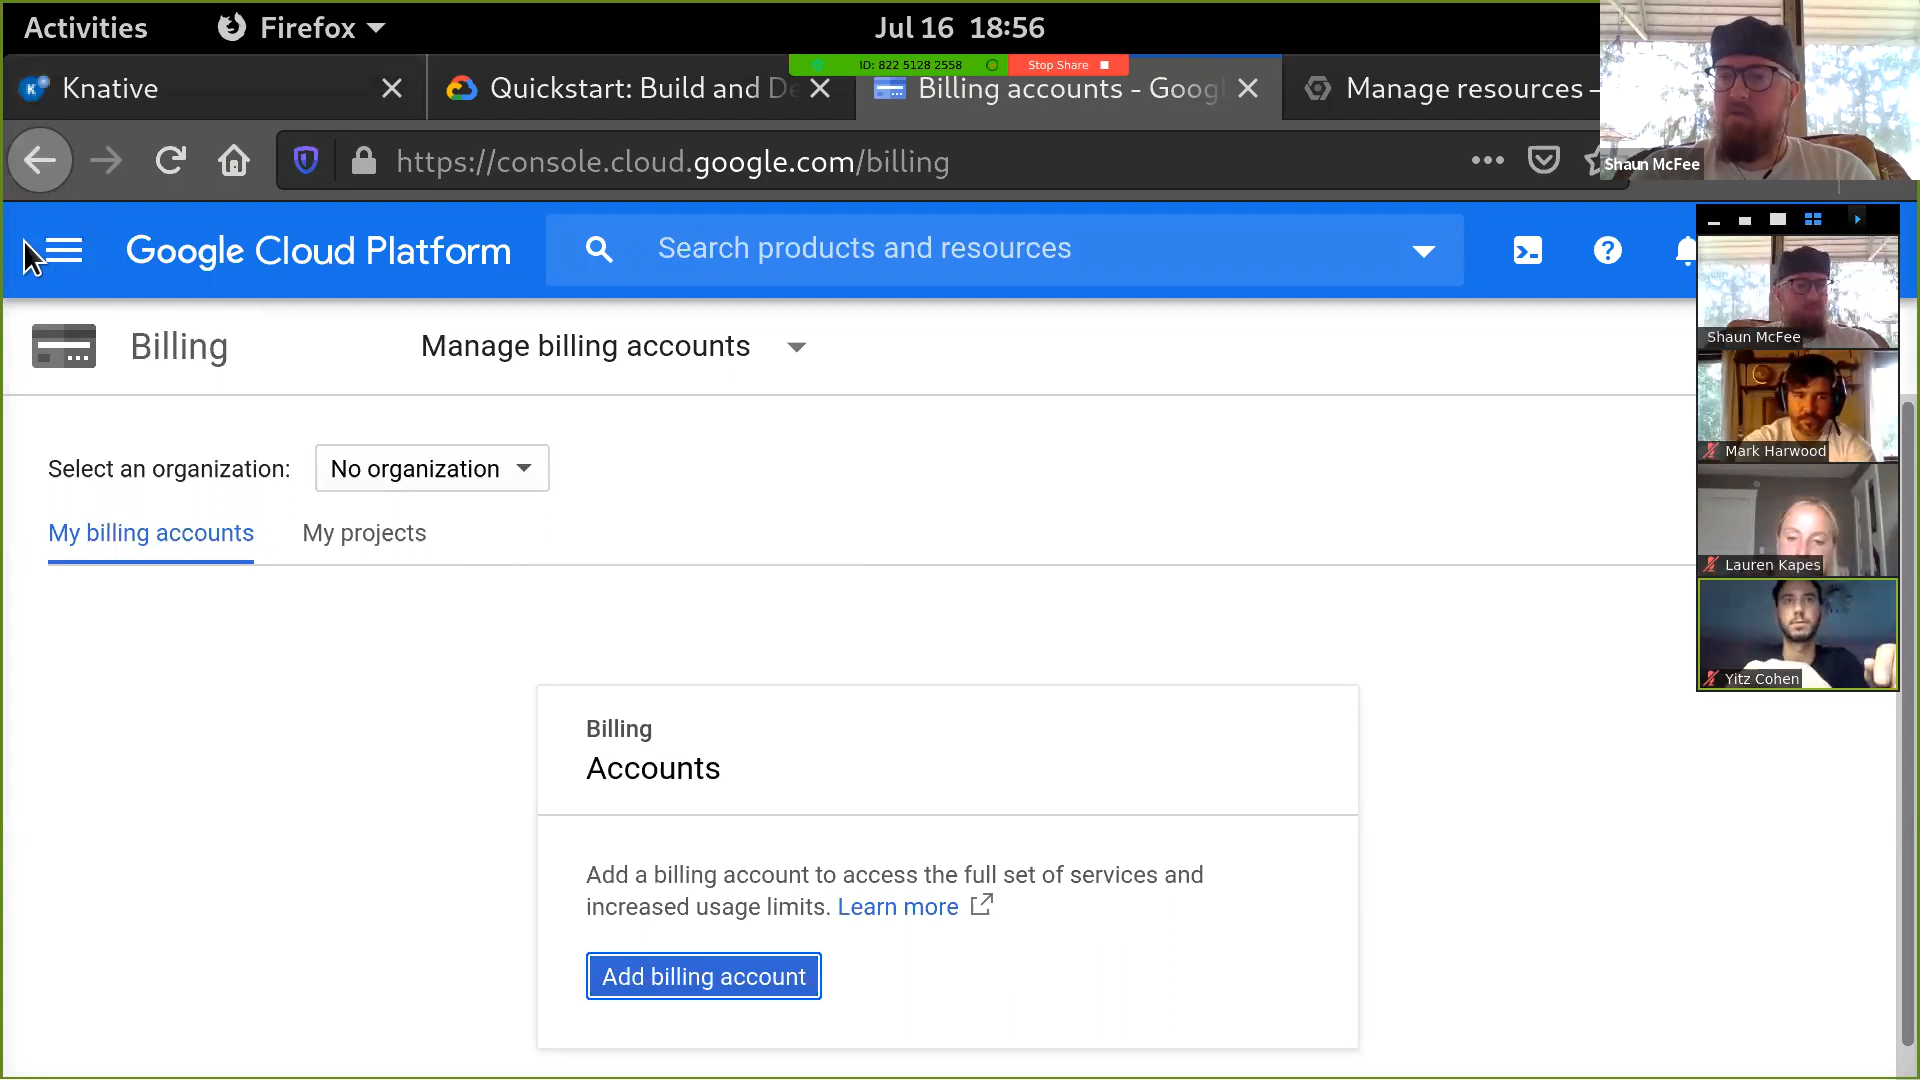 Activities
Firefox
Jul 16 18:56
Knative
Quickstart: Build and De
Billing accounts - Googl
Manage resources -
ID: 822 5128 2558
Stop Share
https://console.cloud.google.com/billing
Shaun McFee
Google Cloud Platform
Search products and resources
Billing
Manage billing accounts
Shaun McFee
Mark Harwood
Lauren Kapes
Yitz Cohen
Select an organization:
No organization
My billing accounts
My projects
Billing
Accounts
Add a billing account to access the full set of services and
increased usage limits. Learn more
Add billing account